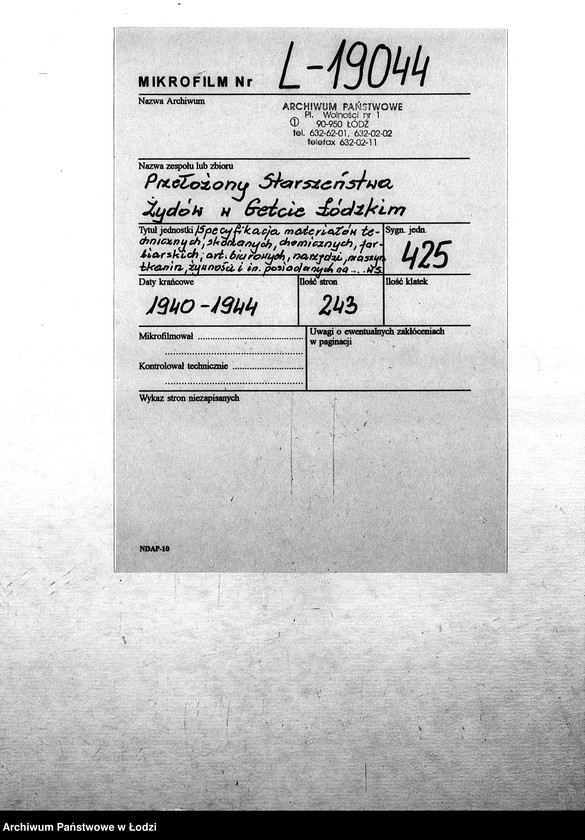 MIKROFILM Nr L-19044
Nazwa Archiwum
ARCHIWUM PAŃSTWOWE
Pl. Wolności nr 1
① 90-950 ŁÓDŹ
tel. 632-62-01, 632-02-02
telefax 632-02-11
Nazwa zespołu lub zbioru
Przełożony Starszeństwa
Żydów w Getcie Łódzkim
Tytuł jednostki /Specyfikacja materiałów te-
chnicznych, skórzanych, chemicznych, far-
biarskich, art. biurowych, narzędzi, maszyn
tkanin, żywności i in. posiadanych na ...
Sygn. jedn.
425
Daty krańcowe
1940-1944
Ilość stron
243
Ilość klatek
Mikrofilmował
Kontrolował technicznie
Uwagi o ewentualnych zakłóceniach
w paginacji
Wykaz stron niezapisanych
NDAP-10
Archiwum Państwowe w Łodzi